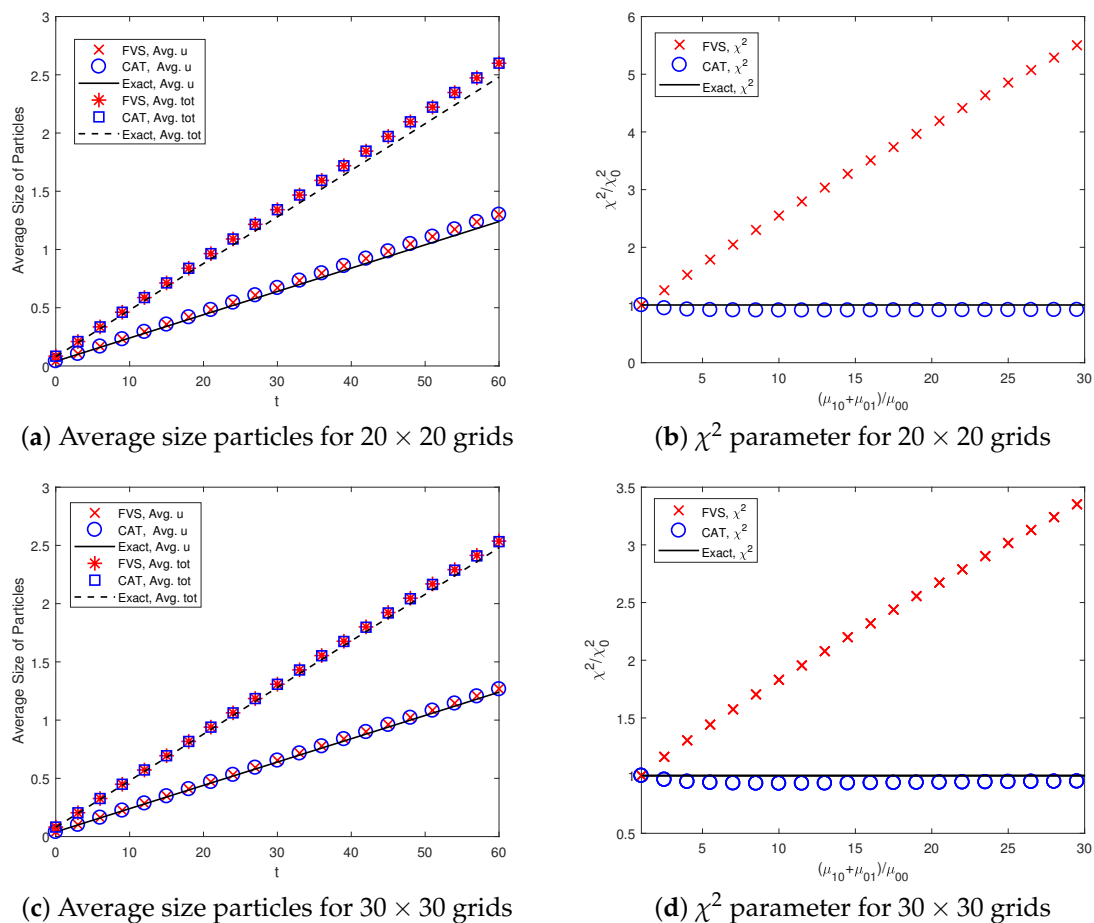 3
2.5
2
1.5
1
0.5
0
0 10 20 30 40 50 60
Average Size of Particles
t
FVS, Avg. u
CAT, Avg. u
Exact, Avg. u
FVS, Avg. tot
CAT, Avg. tot
Exact, Avg. tot
(a) Average size particles for 20 × 20 grids
6
5
4
3
2
1
0
5 10 15 20 25 30
χ²/χ₀²
(μ₁₀+μ₀₁)/μ₀₀
FVS, χ²
CAT, χ²
Exact, χ²
(b) χ² parameter for 20 × 20 grids
3
2.5
2
1.5
1
0.5
0
0 10 20 30 40 50 60
Average Size of Particles
t
FVS, Avg. u
CAT, Avg. u
Exact, Avg. u
FVS, Avg. tot
CAT, Avg. tot
Exact, Avg. tot
(c) Average size particles for 30 × 30 grids
3.5
3
2.5
2
1.5
1
0.5
5 10 15 20 25 30
χ²/χ₀²
(μ₁₀+μ₀₁)/μ₀₀
FVS, χ²
CAT, χ²
Exact, χ²
(d) χ² parameter for 30 × 30 grids